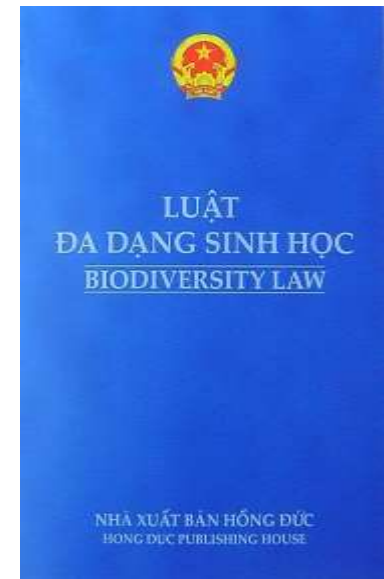 LUẬT
ĐA DẠNG SINH HỌC
BIODIVERSITY LAW
NHÀ XUẤT BẢN HỒNG ĐỨC
HONG DUC PUBLISHING HOUSE